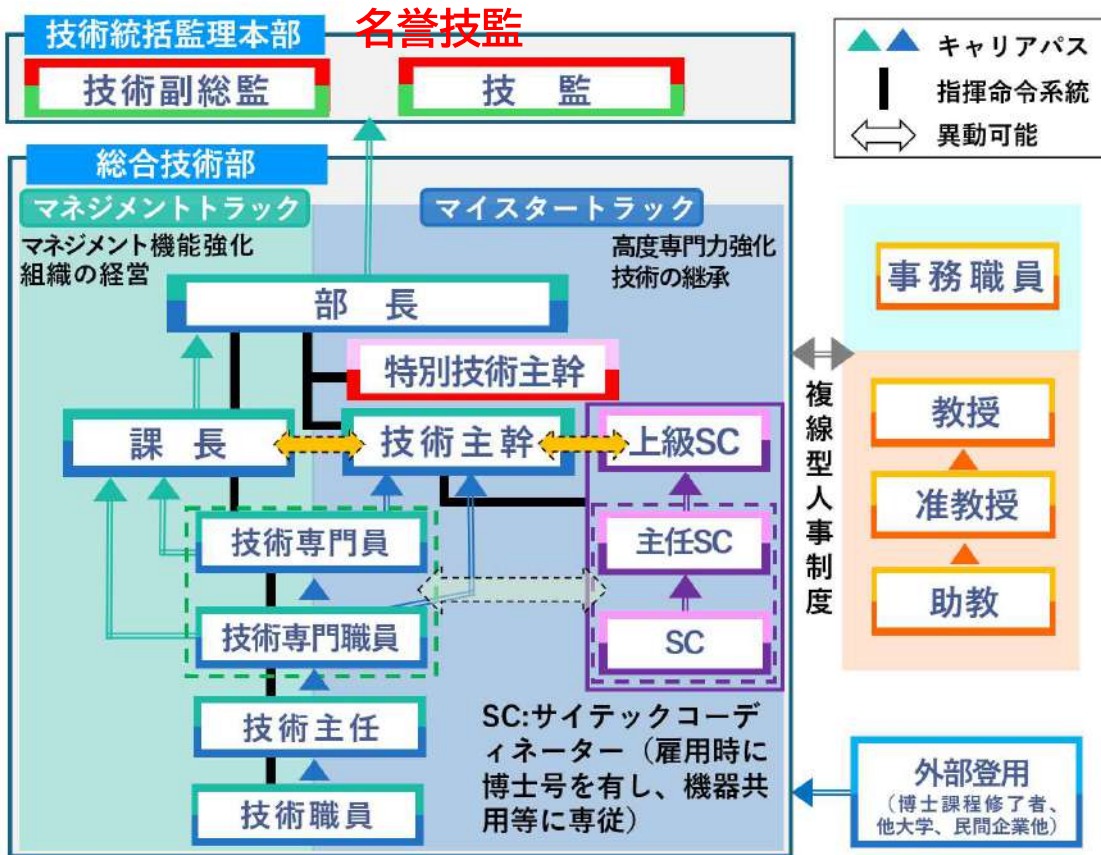 技術統括監理本部
名誉技監
技術副総監
技監
キャリアパス
指揮命令系統
異動可能
総合技術部
マネジメントトラック
マイスタートラック
マネジメント機能強化
組織の経営
高度専門力強化
技術の継承
部長
特別技術主幹
課長
技術主幹
上級SC
技術専門員
主任SC
技術専門職員
SC
技術主任
技術職員
SC:サイテックコーデ
ィネーター（雇用時に
博士号を有し、機器共
用等に専従）
複線型人事制度
事務職員
教授
准教授
助教
外部登用
（博士課程修了者、
他大学、民間企業他）